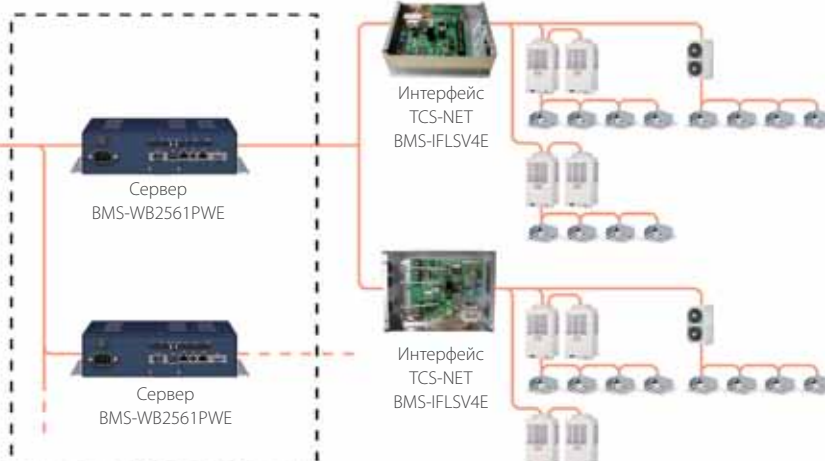 Интерфейс
TCS-NET
BMS-IFLSV4E
Сервер
BMS-WB2561PWE
Интерфейс
TCS-NET
BMS-IFLSV4E
Сервер
BMS-WB2561PWE